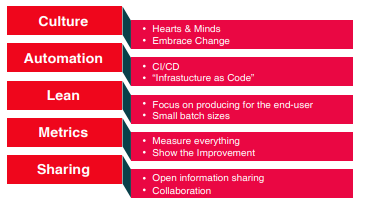 Culture
• Hearts & Minds
• Embrace Change
Automation
• CI/CD
• "Infrastucture as Code"
Lean
• Focus on producing for the end-user
• Small batch sizes
Metrics
• Measure everything
• Show the Improvement
Sharing
• Open information sharing
• Collaboration